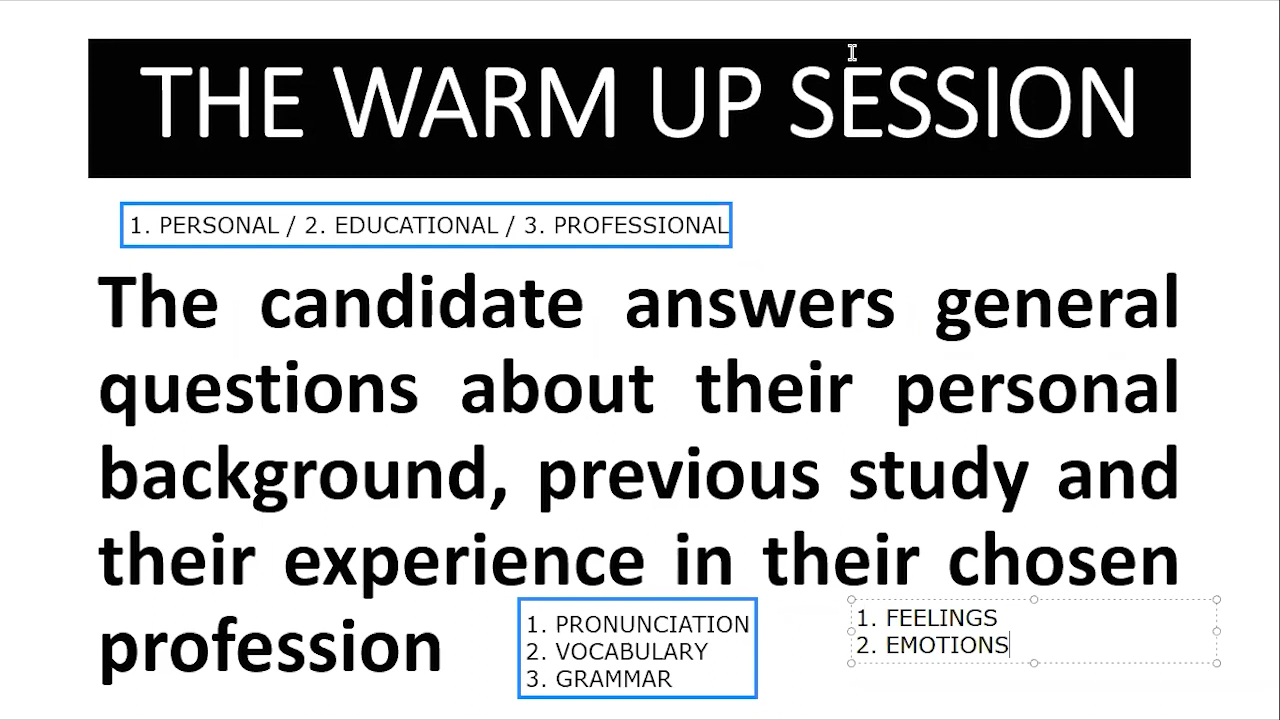 THE WARM UP SESSION
1. PERSONAL / 2. EDUCATIONAL / 3. PROFESSIONAL
The candidate answers general
questions about their personal
background, previous study and
their experience in their chosen
profession
1. PRONUNCIATION
2. VOCABULARY
3. GRAMMAR
1. FEELINGS
2. EMOTIONS